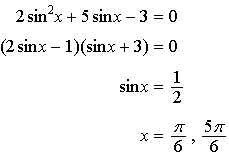 2 sin²x + 5 sinx − 3 = 0
(2 sinx − 1)(sinx + 3) = 0
sinx = 1/2
x = π/6 , 5π/6